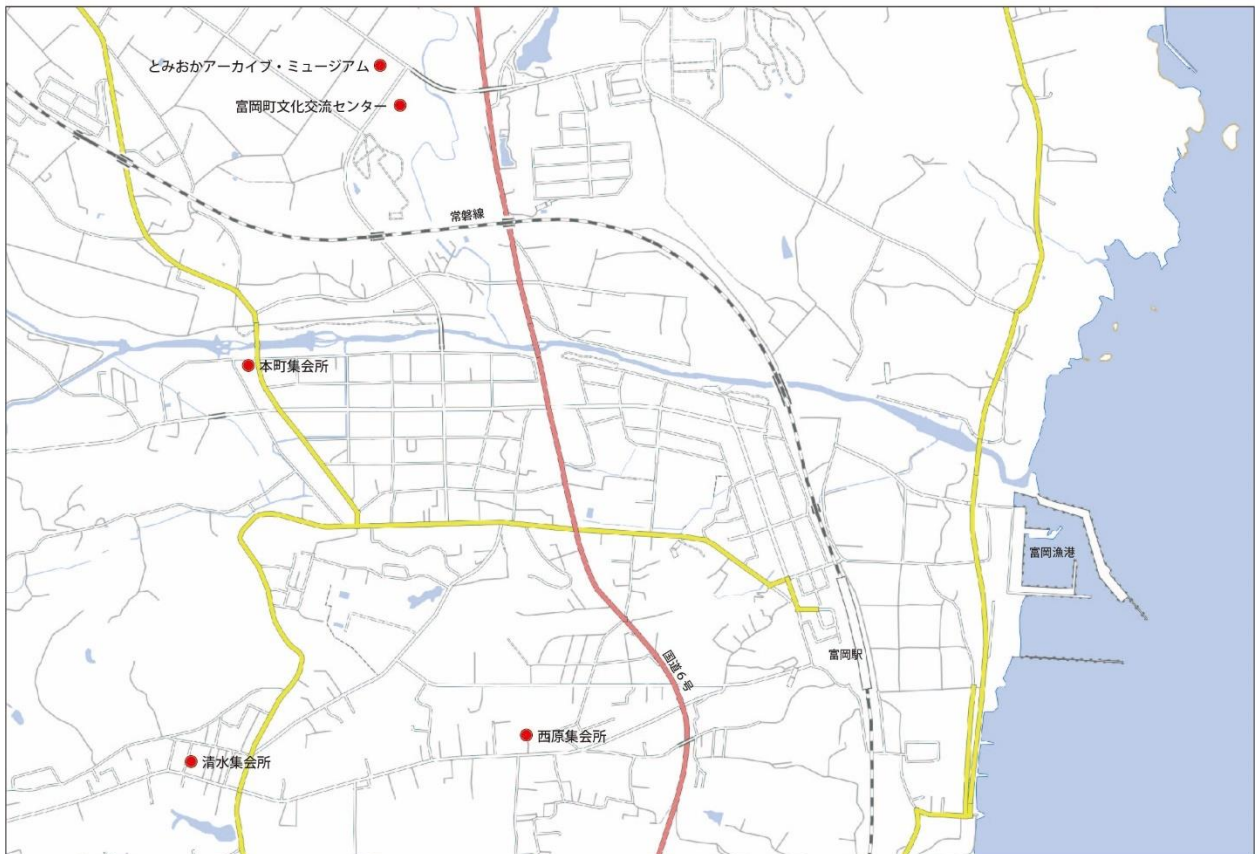 とみおかアーカイブ・ミュージアム
富岡町文化交流センター
常磐線
本町集会所
富岡漁港
国道6号
富岡駅
西原集会所
清水集会所